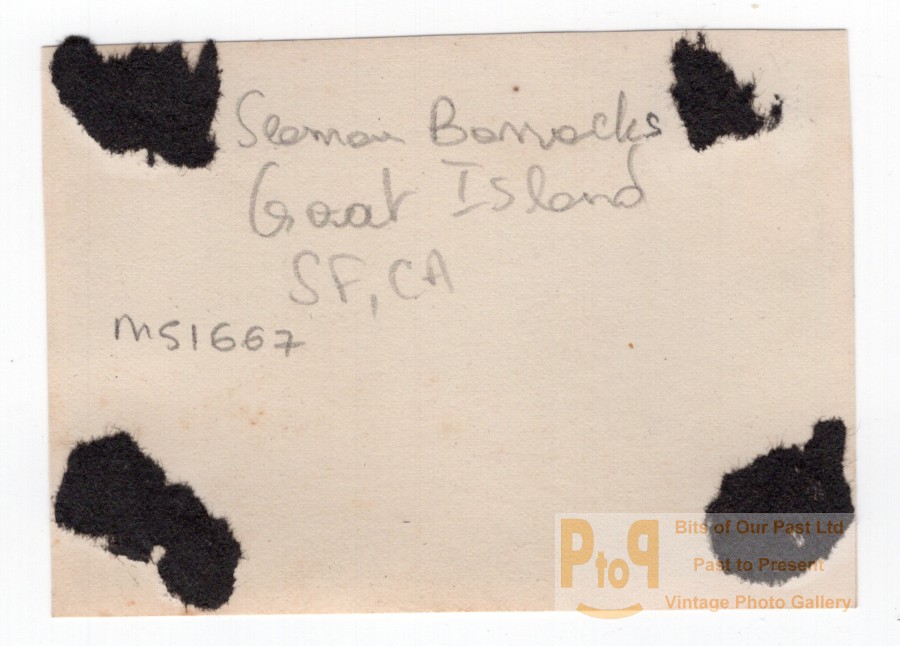 Seaman Barracks
Goat Island
SF, CA
MS1667
PtoP
Bits of Our Past Ltd
Past to Present
Vintage Photo Gallery